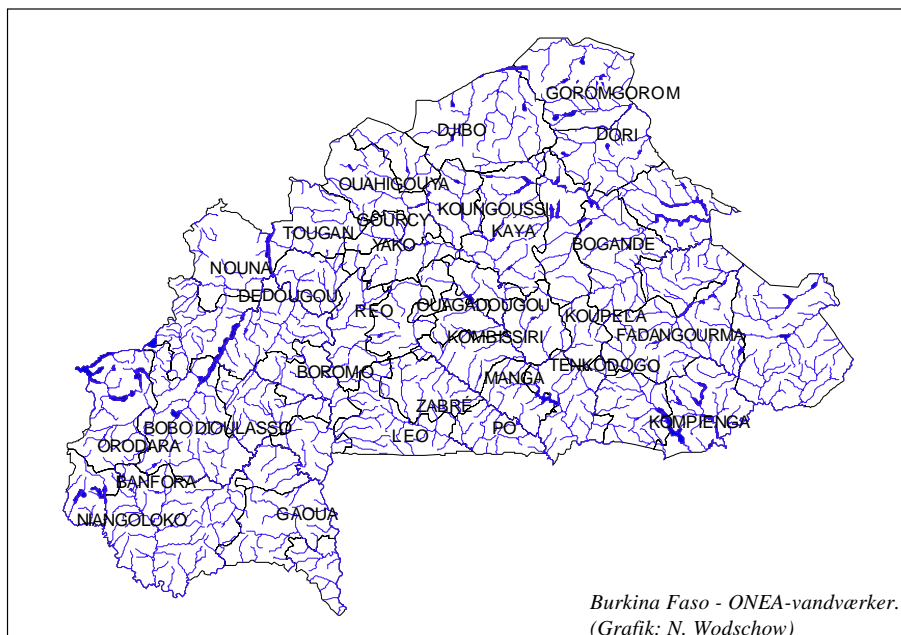 GOROMGOROM
DORI
DJIBO
OUAHIGOUYA
KOUNGOUSSI
GOURCY
TOUGAN
KAYA
YAKO
BOGANDE
NOUNA
DEDOUGOU
REO
OUAGADOUGOU
KOUPELA
KOMBISSIRI
FADANGOURMA
BOROMO
TENKODOGO
MANGA
ZABRE
KOMPIENGA
BOBO DIOULASSO
LEO
PO
ORODARA
BANFORA
NIANGOLOKO
GAOUA
Burkina Faso - ONEA-vandværker.
(Grafik: N. Wodschow)